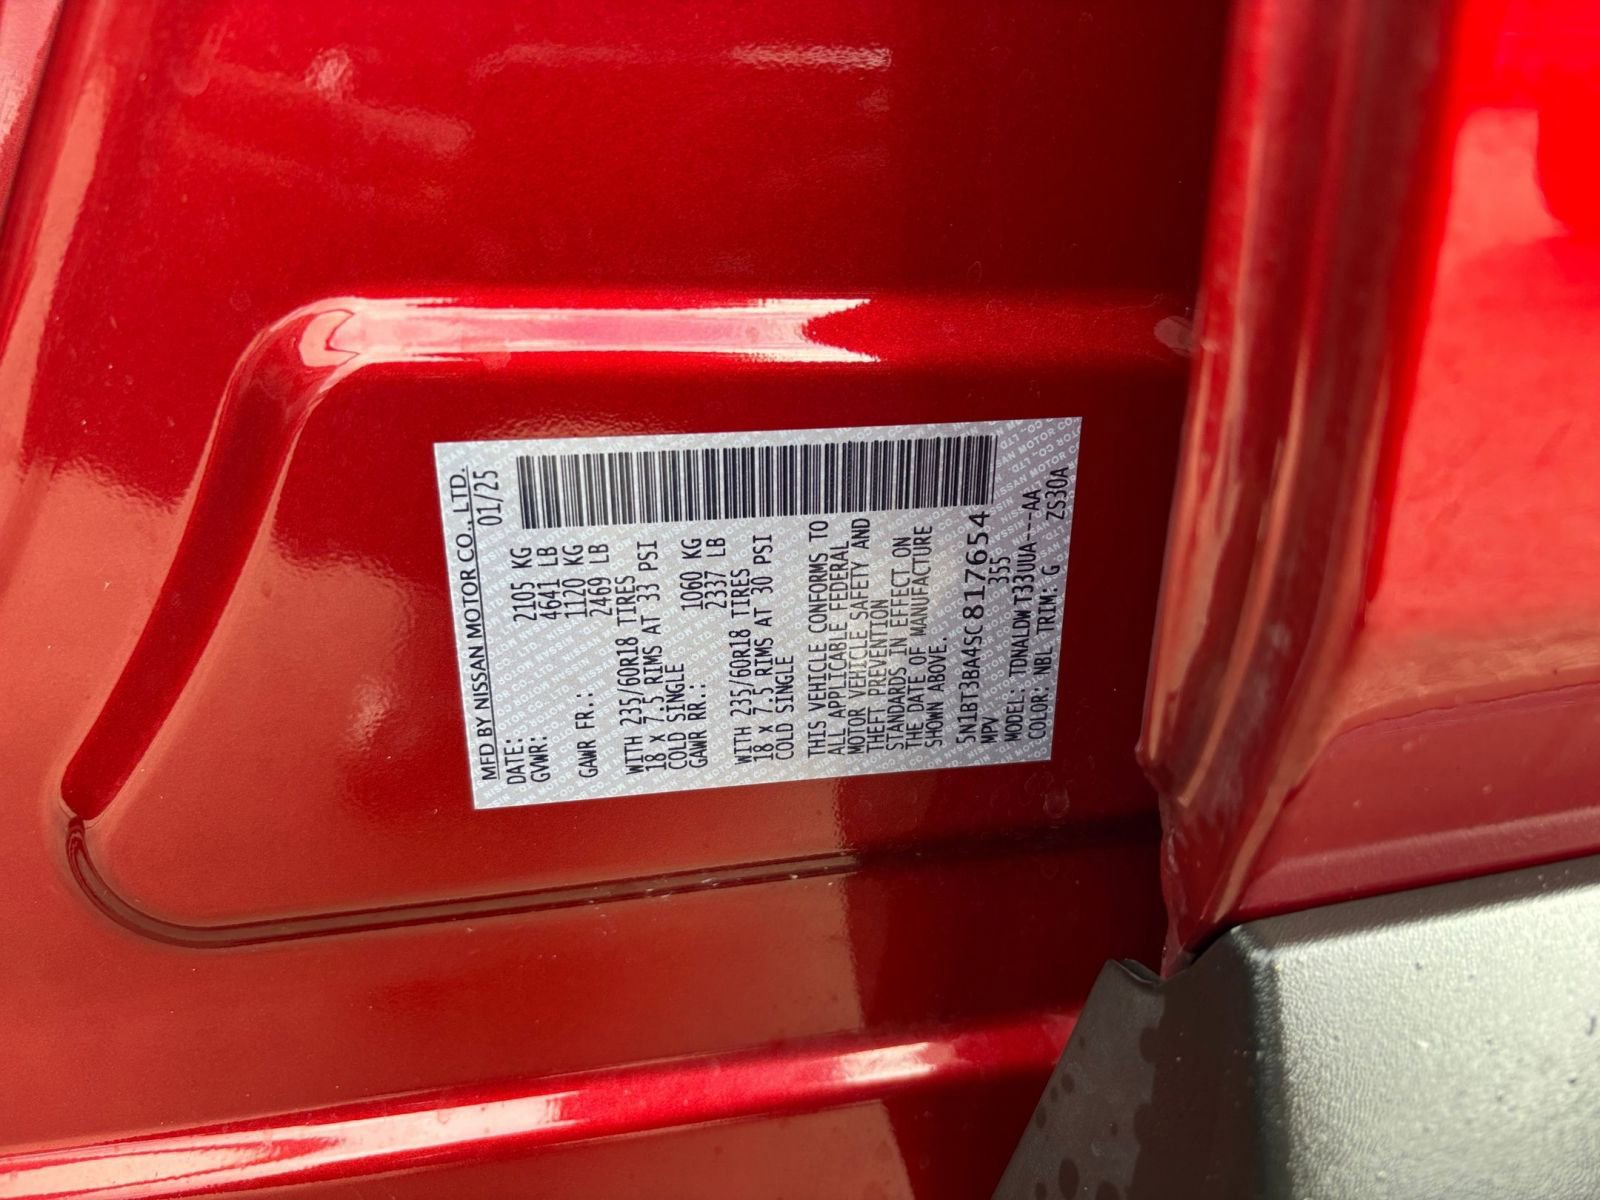 MFD BY NISSAN MOTOR CO., LTD.
DATE: 01/25
GVWR: 2105 KG
4641 LB
GAWR FR.: 1120 KG
2469 LB
WITH 235/60R18 TIRES
18 x 7.5J RIMS AT 33 PSI
COLD SINGLE
GAWR RR.: 1060 KG
2337 LB
WITH 235/60R18 TIRES
18 x 7.5J RIMS AT 30 PSI
COLD SINGLE
THIS VEHICLE CONFORMS TO
ALL APPLICABLE FEDERAL
MOTOR VEHICLE SAFETY AND
THEFT PREVENTION
STANDARDS IN EFFECT ON
THE DATE OF MANUFACTURE
SHOWN ABOVE.
5N1BT3BA4SC817654
MPV 355
MODEL: TDNALDWT33UUA---AA
COLOR: NBL TRIM: G ZS30A